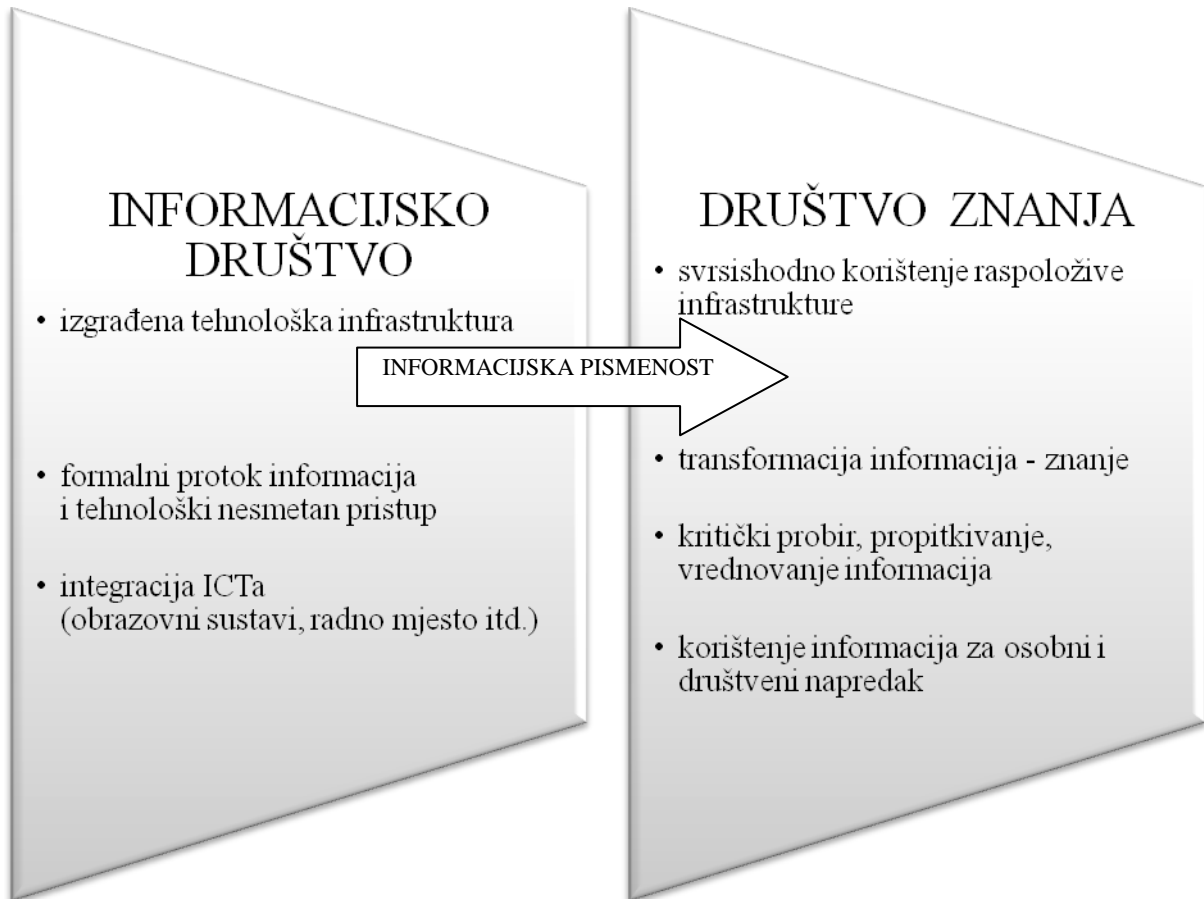 INFORMACIJSKO
DRUŠTVO
• izgrađena tehnološka infrastruktura
• formalni protok informacija
i tehnološki nesmetan pristup
• integracija ICTa
(obrazovni sustavi, radno mjesto itd.)
INFORMACIJSKA PISMENOST
DRUŠTVO ZNANJA
• svrsishodno korištenje raspoložive
infrastrukture
• transformacija informacija - znanje
• kritički probir, propitkivanje,
vrednovanje informacija
• korištenje informacija za osobni i
društveni napredak